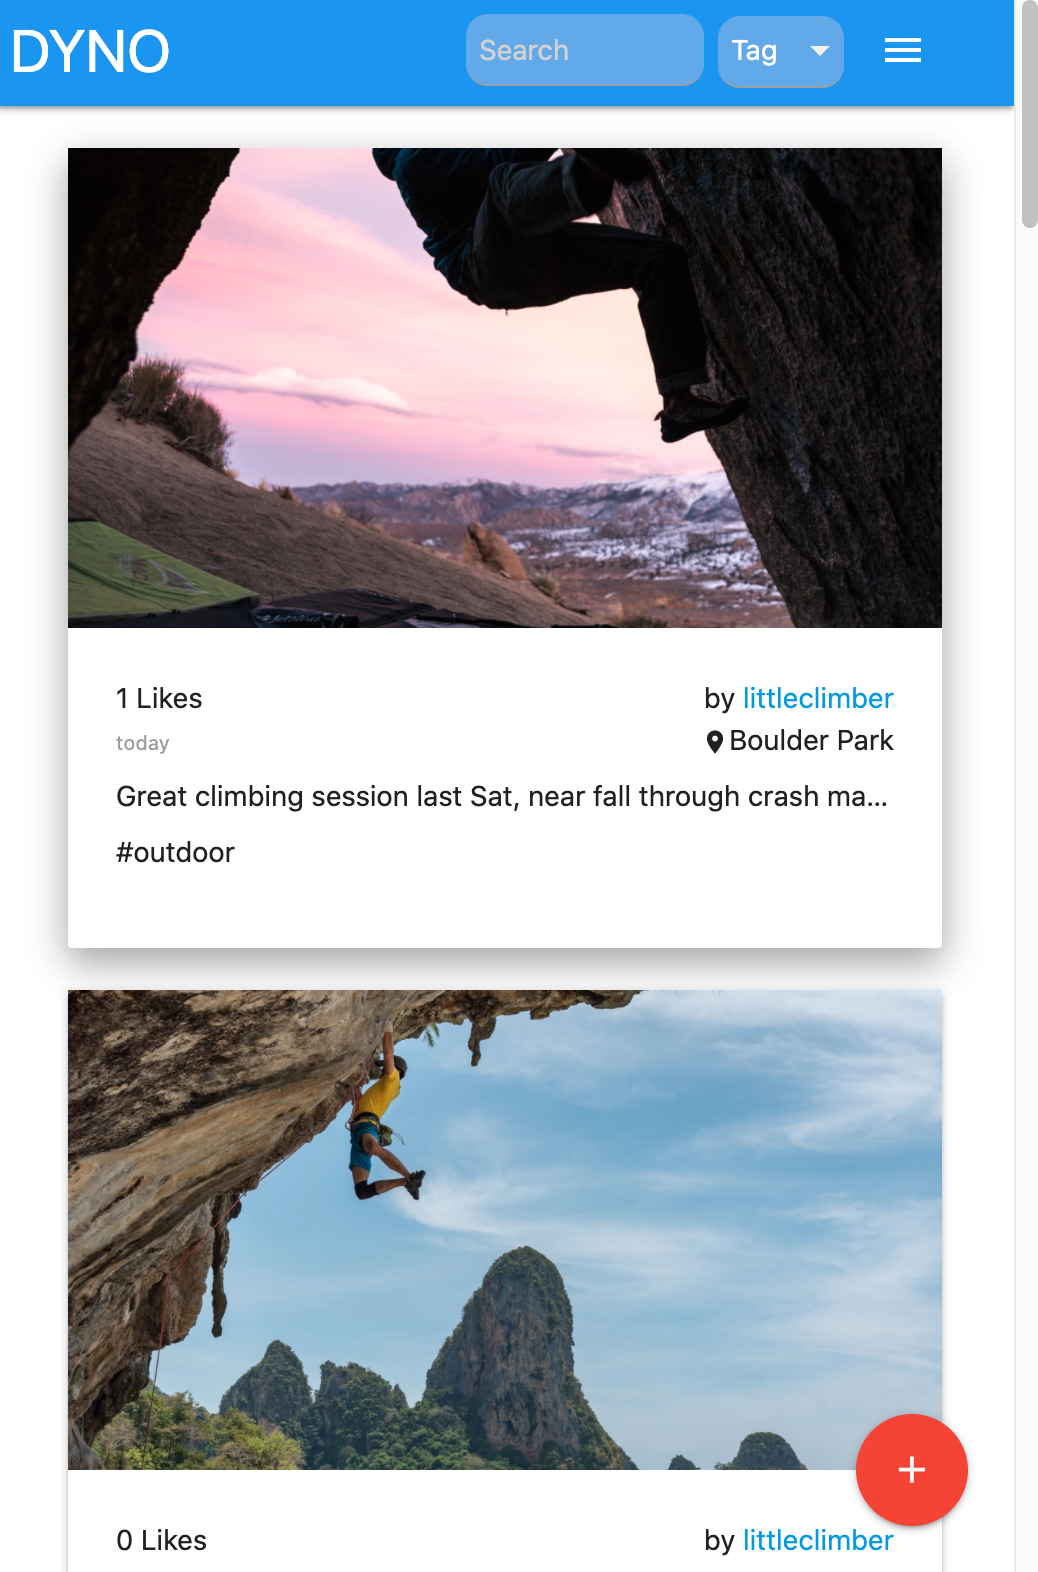 DYNO
Search
Tag
1 Likes
by littleclimber
today
Boulder Park
Great climbing session last Sat, near fall through crash ma...
#outdoor
0 Likes
by littleclimber